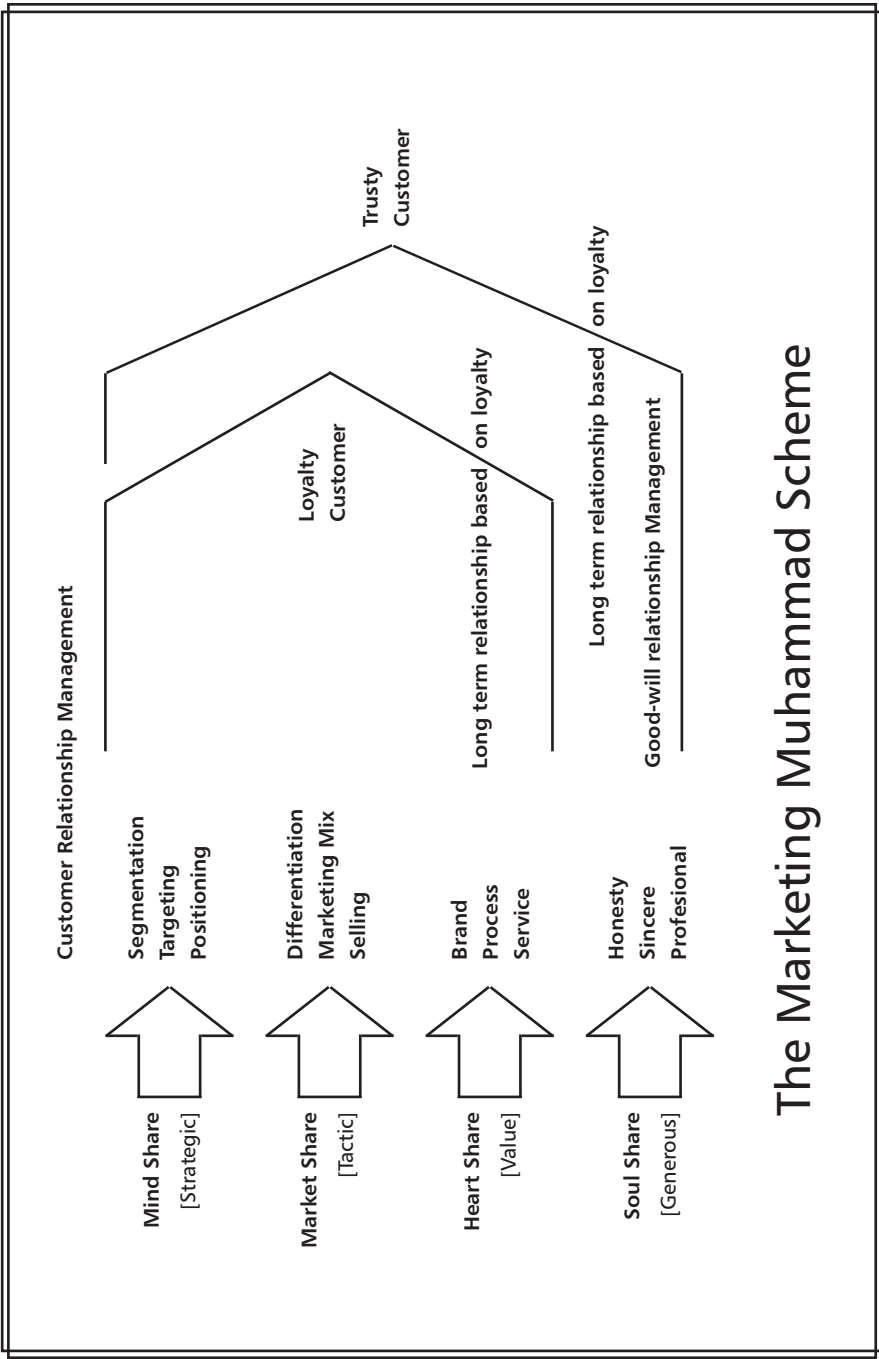 Customer Relationship Management
Mind Share
[Strategic]
Segmentation
Targeting
Positioning
Market Share
[Tactic]
Differentiation
Marketing Mix
Selling
Loyalty
Customer
Trusty
Customer
Heart Share
[Value]
Brand
Process
Service
Long term relationship based on loyalty
Soul Share
[Generous]
Honesty
Sincere
Profesional
Long term relationship based on loyalty
Good-will relationship Management
The Marketing Muhammad Scheme